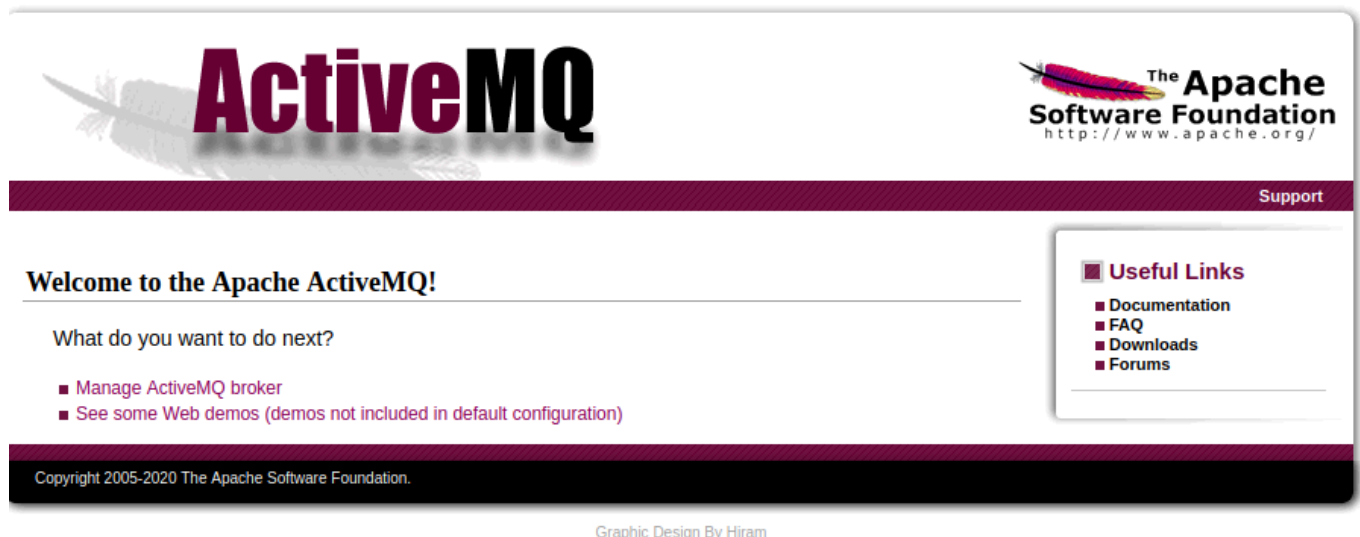 ActiveMQ
The Apache
Software Foundation
http://www.apache.org/
Support
Welcome to the Apache ActiveMQ!
What do you want to do next?
Manage ActiveMQ broker
See some Web demos (demos not included in default configuration)
Useful Links
Documentation
FAQ
Downloads
Forums
Copyright 2005-2020 The Apache Software Foundation.
Graphic Design By Hiram